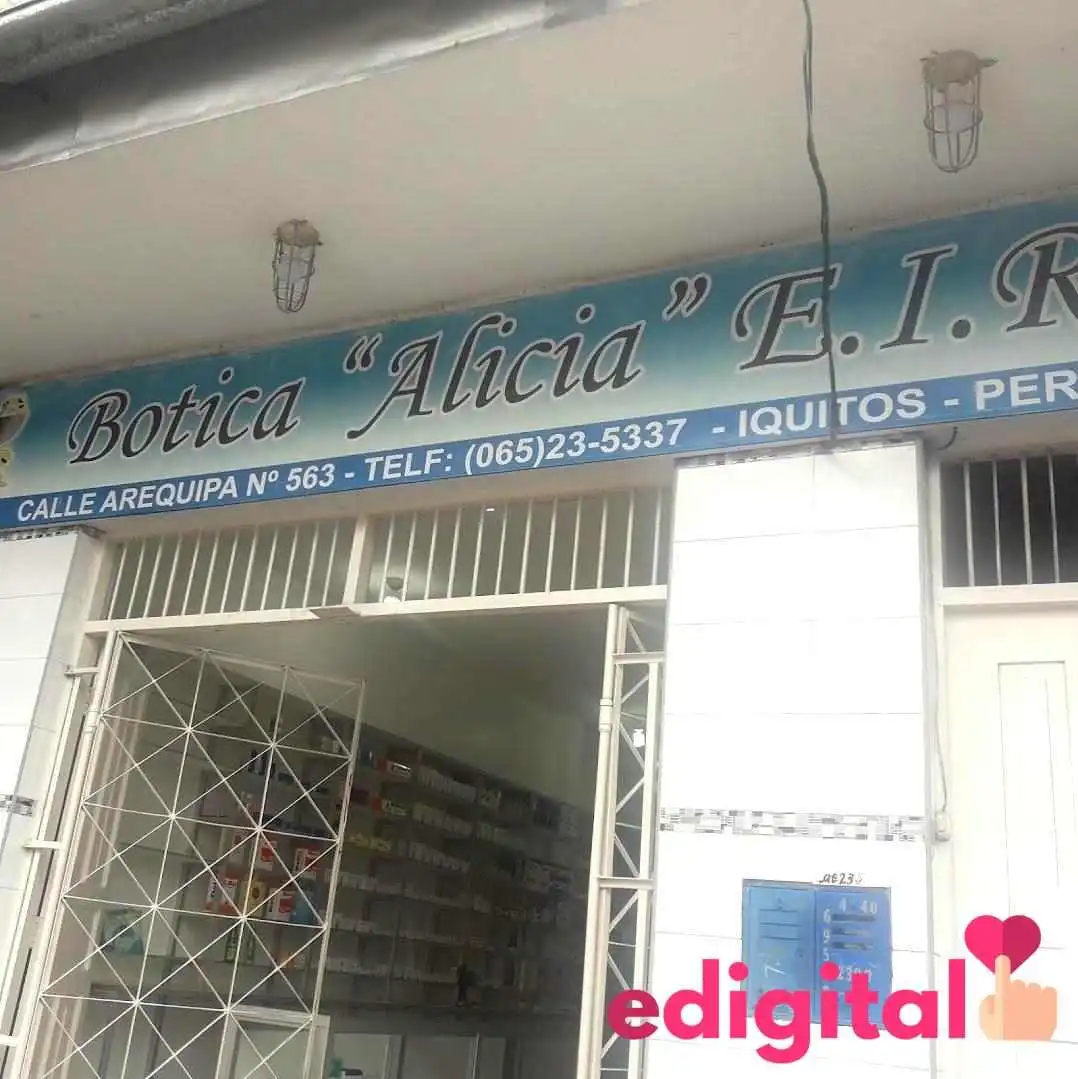 Botica "Alicia" E.I.R
CALLE AREQUIPA Nº 563 - TELF: (065)23-5337 - IQUITOS - PER
edigital